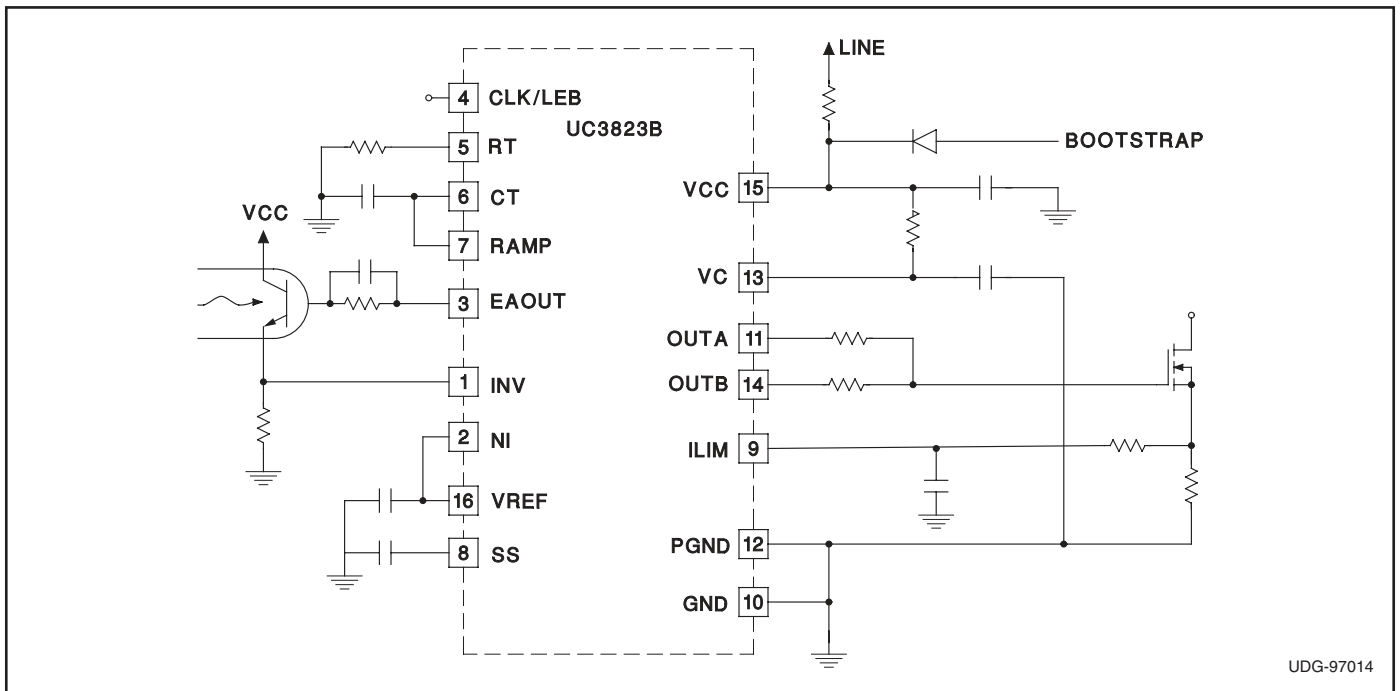 LINE
4 CLK/LEB
UC3823B
5 RT
BOOTSTRAP
VCC 15
6 CT
VCC
7 RAMP
VC 13
3 EAOUT
OUTA 11
1 INV
OUTB 14
2 NI
ILIM 9
16 VREF
PGND 12
8 SS
GND 10
UDG-97014